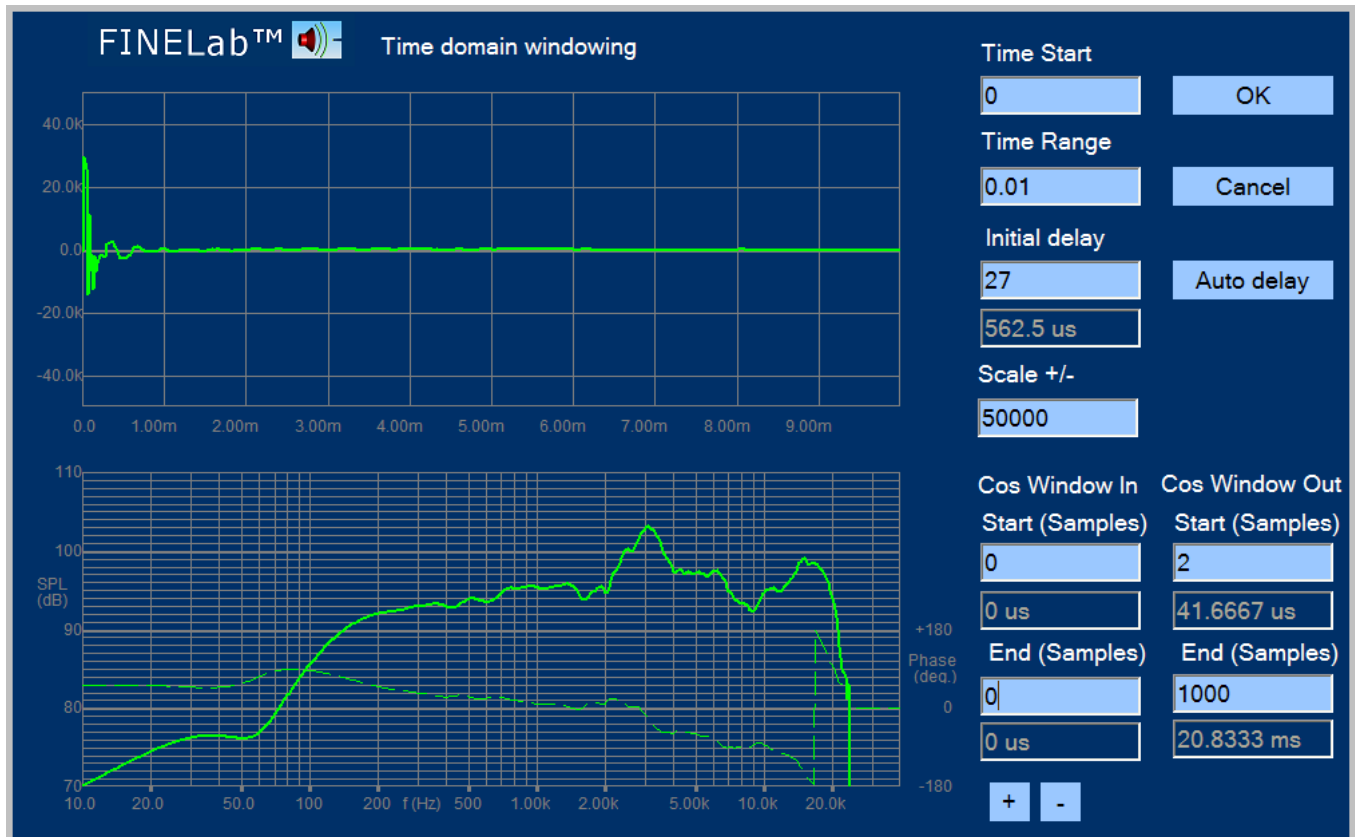 FINELab™
Time domain windowing
40.0k
20.0k
0.0
-20.0k
-40.0k
0.0 1.00m 2.00m 3.00m 4.00m 5.00m 6.00m 7.00m 8.00m 9.00m
110
100
SPL
(dB)
90
80
70
+180
Phase
(deg.)
0
-180
10.0 20.0 50.0 100 200 f (Hz) 500 1.00k 2.00k 5.00k 10.0k 20.0k
Time Start
0
OK
Time Range
0.01
Cancel
Initial delay
27
Auto delay
562.5 us
Scale +/-
50000
Cos Window In Cos Window Out
Start (Samples) Start (Samples)
0 2
0 us 41.6667 us
End (Samples) End (Samples)
0 1000
0 us 20.8333 ms
+ -